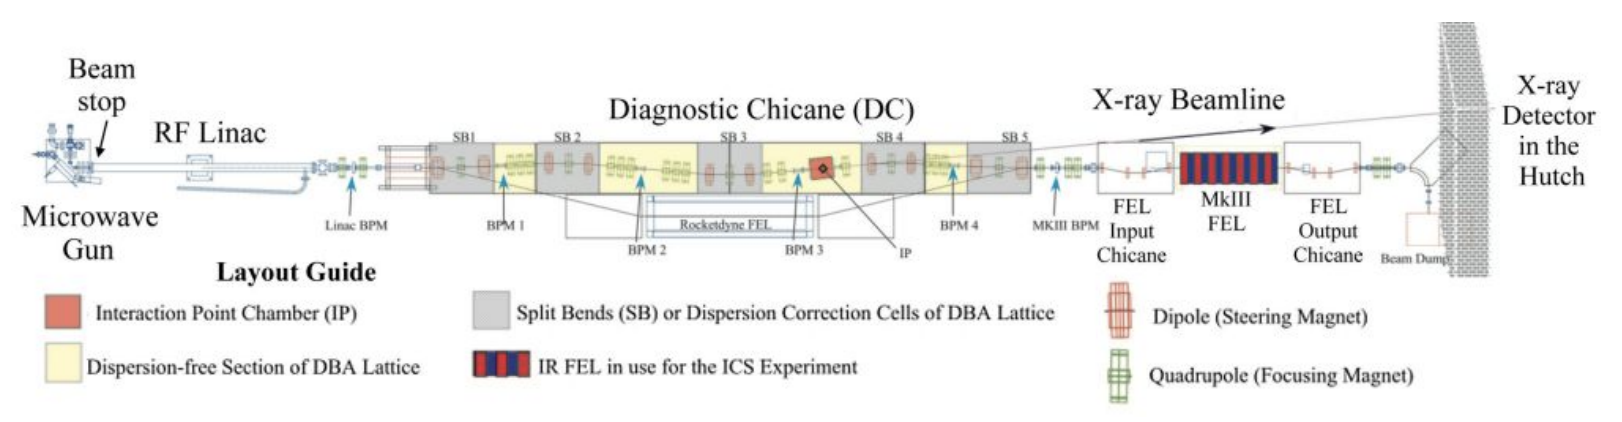 Beam
stop
RF Linac
Microwave
Gun
Diagnostic Chicane (DC)
SB1
SB 2
SB 3
SB 4
SB 5
Linac BPM
BPM 1
BPM 2
Rocketdyne FEL
BPM 3
IP
BPM 4
MKIII BPM
X-ray Beamline
FEL
Input
Chicane
MkIII
FEL
FEL
Output
Chicane
Beam Dump
X-ray
Detector
in the
Hutch
Layout Guide
Interaction Point Chamber (IP)
Dispersion-free Section of DBA Lattice
Split Bends (SB) or Dispersion Correction Cells of DBA Lattice
IR FEL in use for the ICS Experiment
Dipole (Steering Magnet)
Quadrupole (Focusing Magnet)